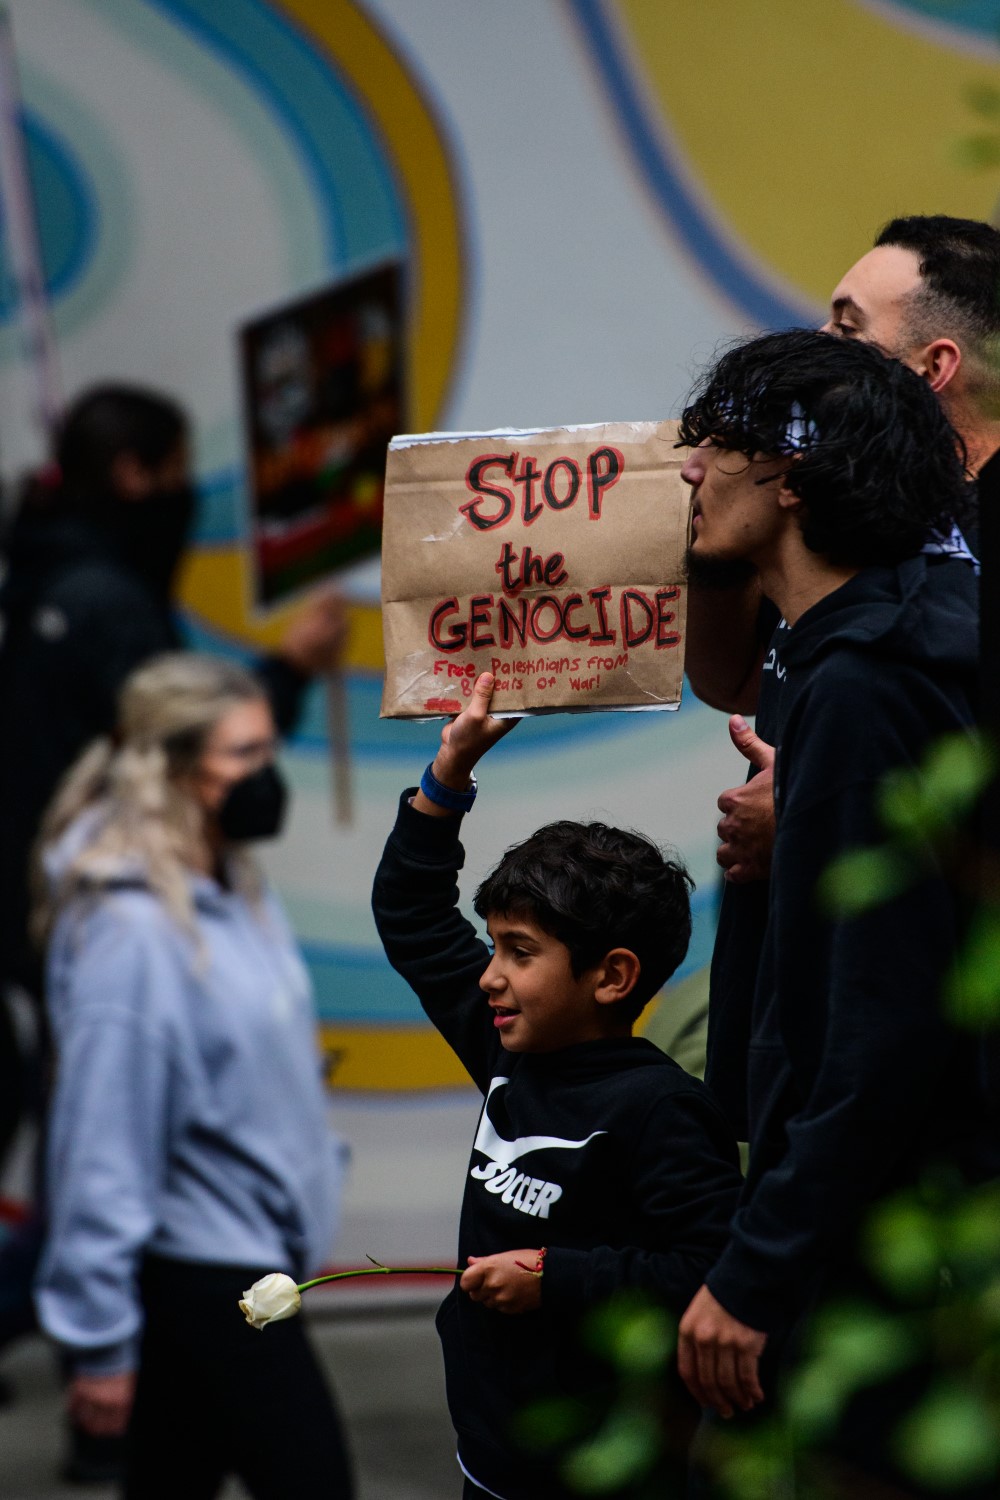 Stop
the
GENOCIDE
Free Palestinians from
years of war!
SOCCER